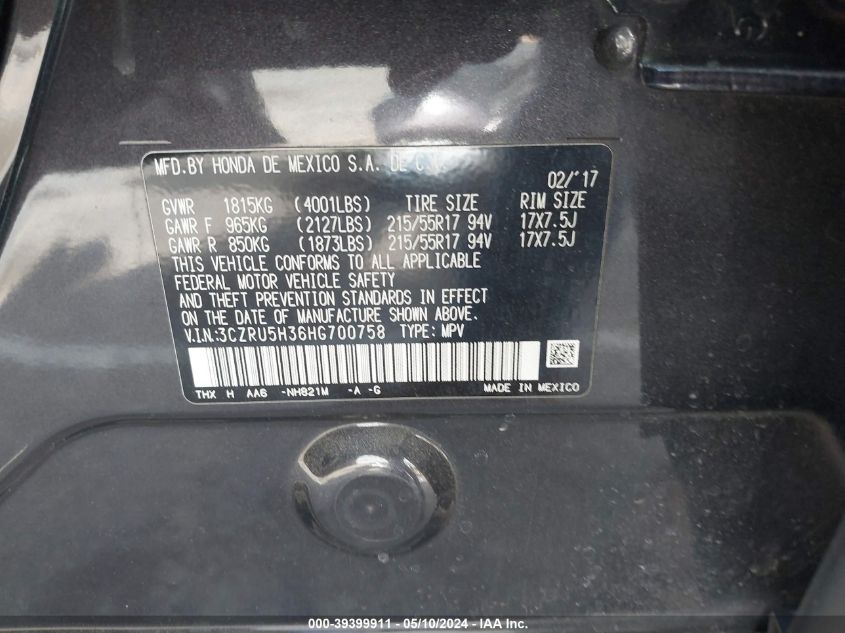 MFD.BY HONDA DE MEXICO S.A. DE C.V.
02/'17
GVWR 1815KG (4001LBS) TIRE SIZE RIM SIZE
GAWR F 965KG (2127LBS) 215/55R17 94V 17X7.5J
GAWR R 850KG (1873LBS) 215/55R17 94V 17X7.5J
THIS VEHICLE CONFORMS TO ALL APPLICABLE
FEDERAL MOTOR VEHICLE SAFETY
AND THEFT PREVENTION STANDARDS IN EFFECT
ON THE DATE OF MANUFACTURE SHOWN ABOVE.
V.I.N:3CZRU5H36HG700758 TYPE: MPV
THX H AA6 -NH821M -A -G MADE IN MEXICO
000-39399911 - 05/10/2024 - IAA Inc.